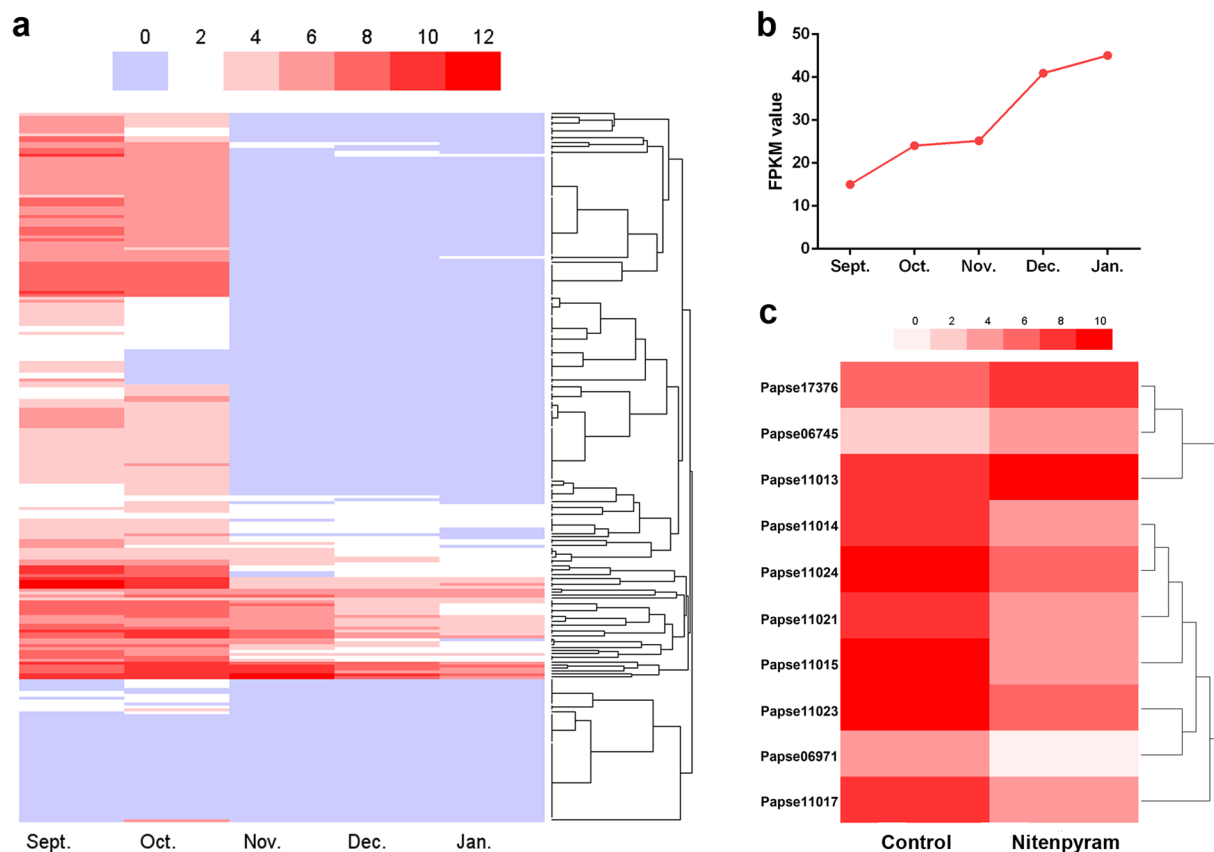 a
0 2 4 6 8 10 12
Sept. Oct. Nov. Dec. Jan.
b
50
40
30
20
10
0
FPKM value
Sept. Oct. Nov. Dec. Jan.
c
0 2 4 6 8 10
Papse17376
Papse06745
Papse11013
Papse11014
Papse11024
Papse11021
Papse11015
Papse11023
Papse06971
Papse11017
Control Nitenpyram